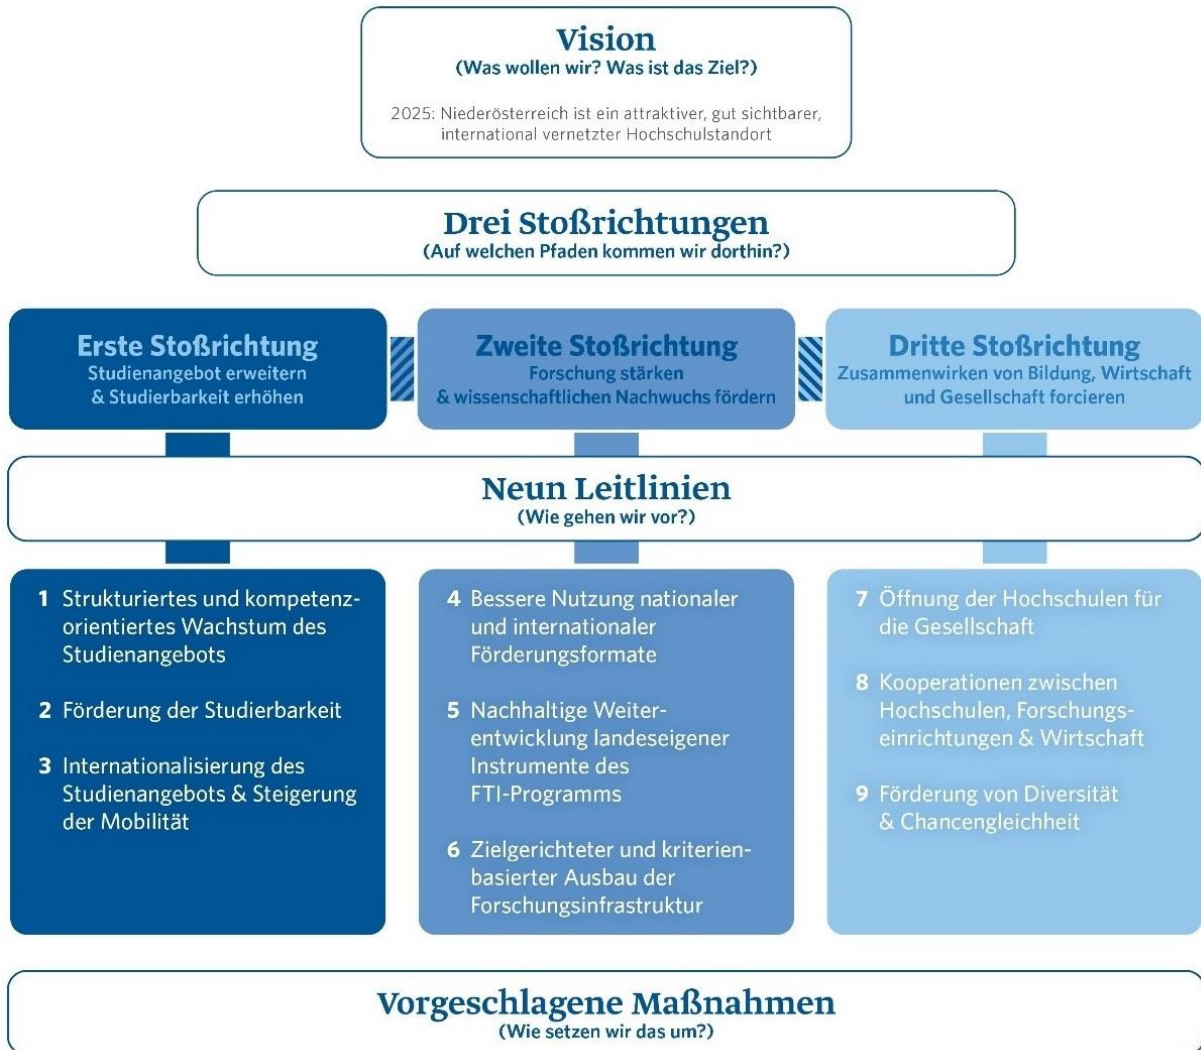 Vision
(Was wollen wir? Was ist das Ziel?)
2025: Niederösterreich ist ein attraktiver, gut sichtbarer,
international vernetzter Hochschulstandort
Drei Stoßrichtungen
(Auf welchen Pfaden kommen wir dorthin?)
Erste Stoßrichtung
Studienangebot erweitern
& Studierbarkeit erhöhen
Zweite Stoßrichtung
Forschung stärken
& wissenschaftlichen Nachwuchs fördern
Dritte Stoßrichtung
Zusammenwirken von Bildung, Wirtschaft
und Gesellschaft forcieren
Neun Leitlinien
(Wie gehen wir vor?)
1 Strukturiertes und kompetenz-
orientiertes Wachstum des
Studienangebots
2 Förderung der Studierbarkeit
3 Internationalisierung des
Studienangebots & Steigerung
der Mobilität
4 Bessere Nutzung nationaler
und internationaler
Förderungsformate
5 Nachhaltige Weiter-
entwicklung landeseigener
Instrumente des
FTI-Programms
6 Zielgerichteter und kriterien-
basierter Ausbau der
Forschungsinfrastruktur
7 Öffnung der Hochschulen für
die Gesellschaft
8 Kooperationen zwischen
Hochschulen, Forschungs-
einrichtungen & Wirtschaft
9 Förderung von Diversität
& Chancengleichheit
Vorgeschlagene Maßnahmen
(Wie setzen wir das um?)